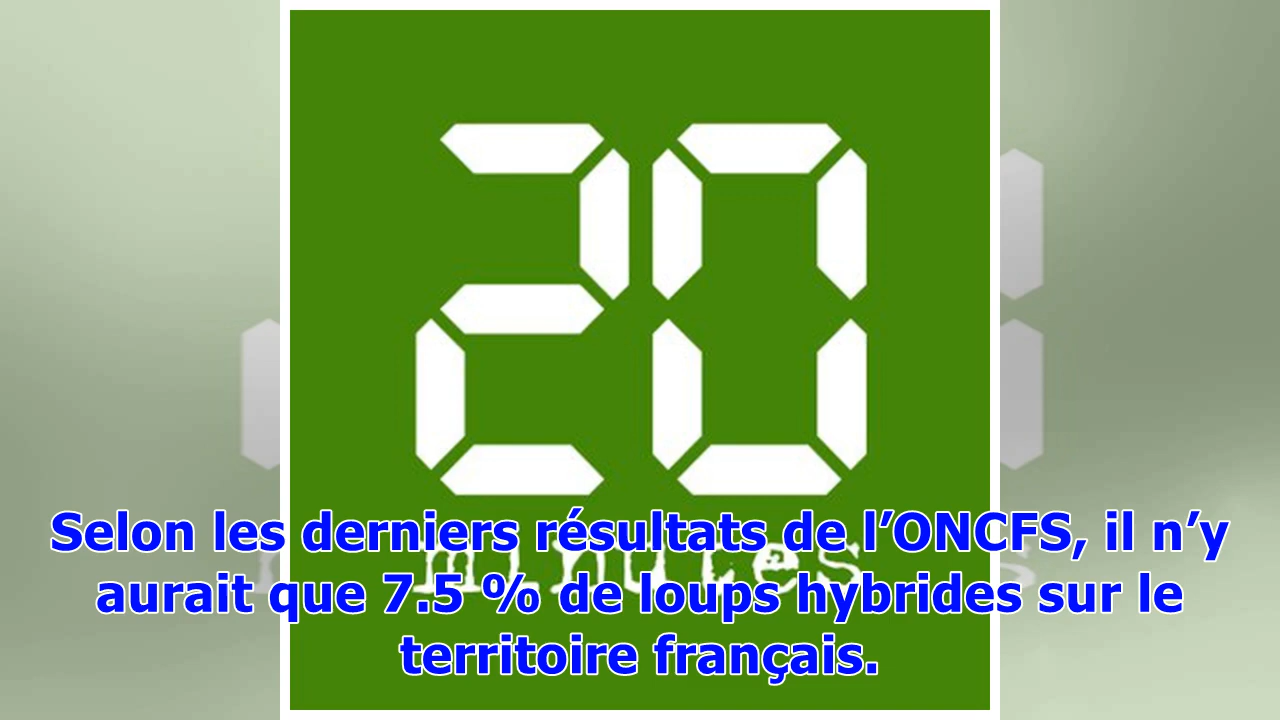 20
minutes
Selon les derniers résultats de l’ONCFS, il n’y
aurait que 7.5 % de loups hybrides sur le
territoire français.